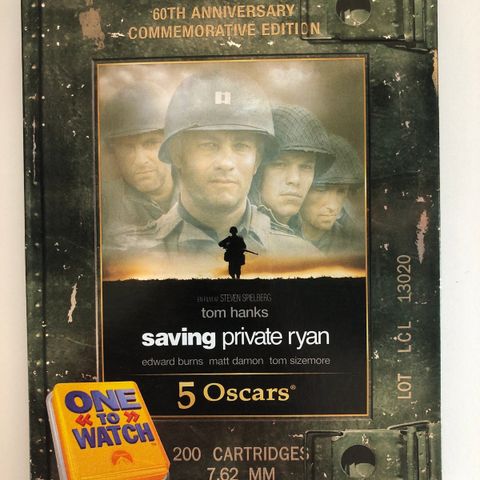 60TH ANNIVERSARY
COMMEMORATIVE EDITION
EN FILM AF STEVEN SPIELBERG
tom hanks
saving private ryan
edward burns matt damon tom sizemore
5 Oscars®
LOT LCL 13020
ONE
«TO»
WATCH
200 CARTRIDGES
7,62 MM